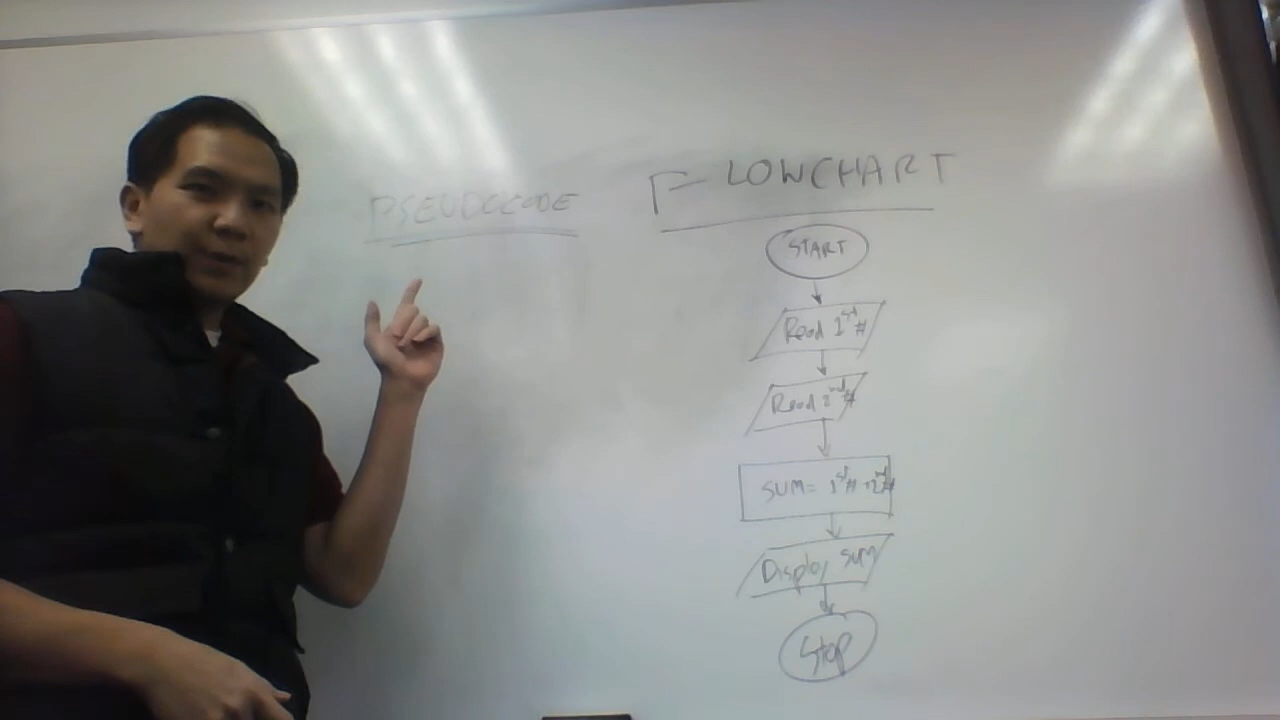 PSEUDOCODE
FLOWCHART
START
Read 1st #
Read 2nd #
SUM = 1st # + 2nd #
Display SUM
Stop